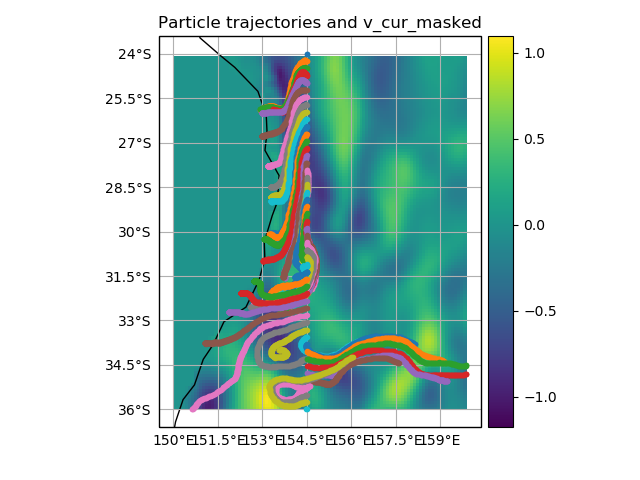 Particle trajectories and v_cur_masked
24°S
25.5°S
27°S
28.5°S
30°S
31.5°S
33°S
34.5°S
36°S
150°E151.5°E153°E154.5°E156°E157.5°E159°E
1.0
0.5
0.0
−0.5
−1.0